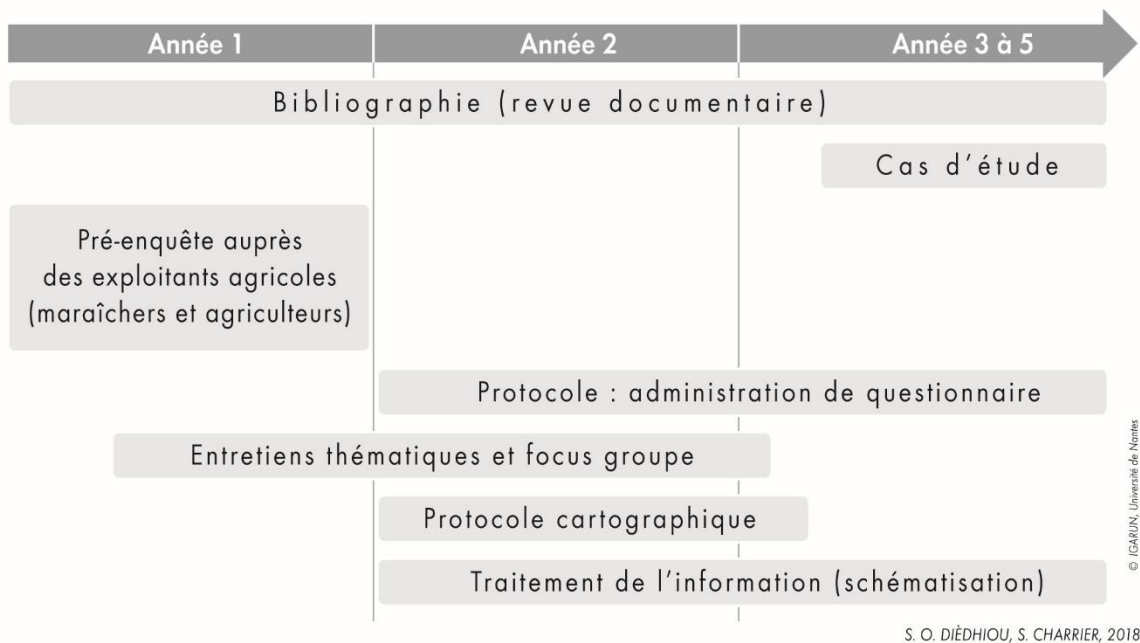 Année 1
Année 2
Année 3 à 5
Bibliographie (revue documentaire)
Cas d'étude
Pré-enquête auprès
des exploitants agricoles
(maraîchers et agriculteurs)
Protocole : administration de questionnaire
Entretiens thématiques et focus groupe
Protocole cartographique
Traitement de l'information (schématisation)
© IGARUN, Université de Nantes
S. O. DIÈDHIOU, S. CHARRIER, 2018